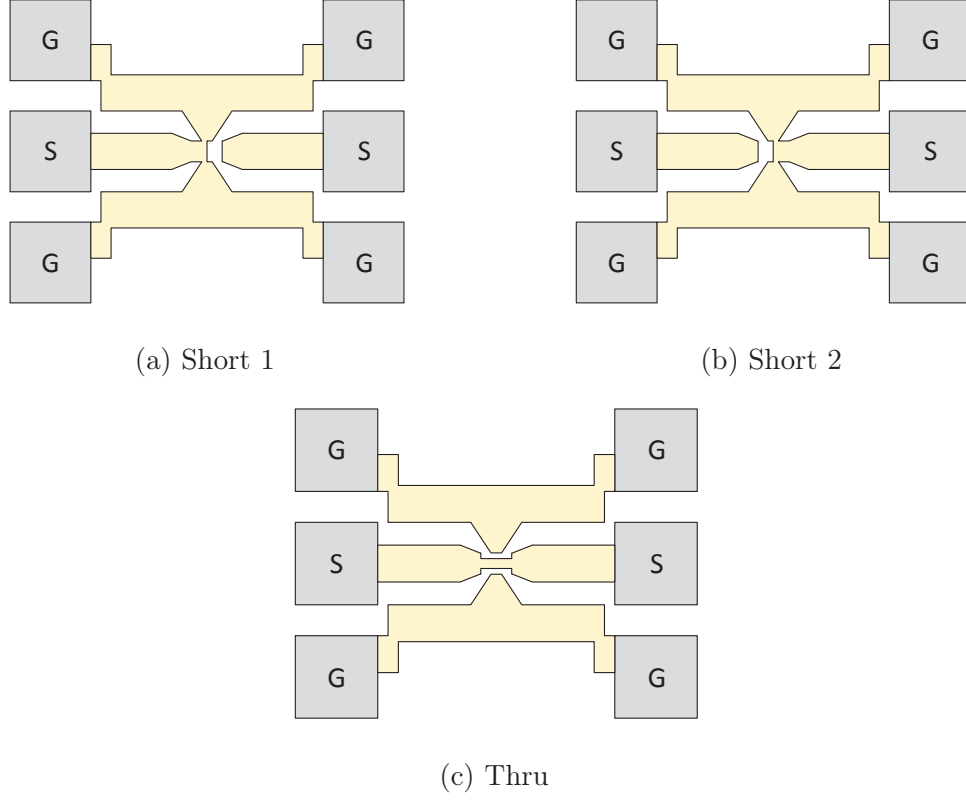 G G G G
S S S S
G G G G
(a) Short 1 (b) Short 2
G G
S S
G G
(c) Thru